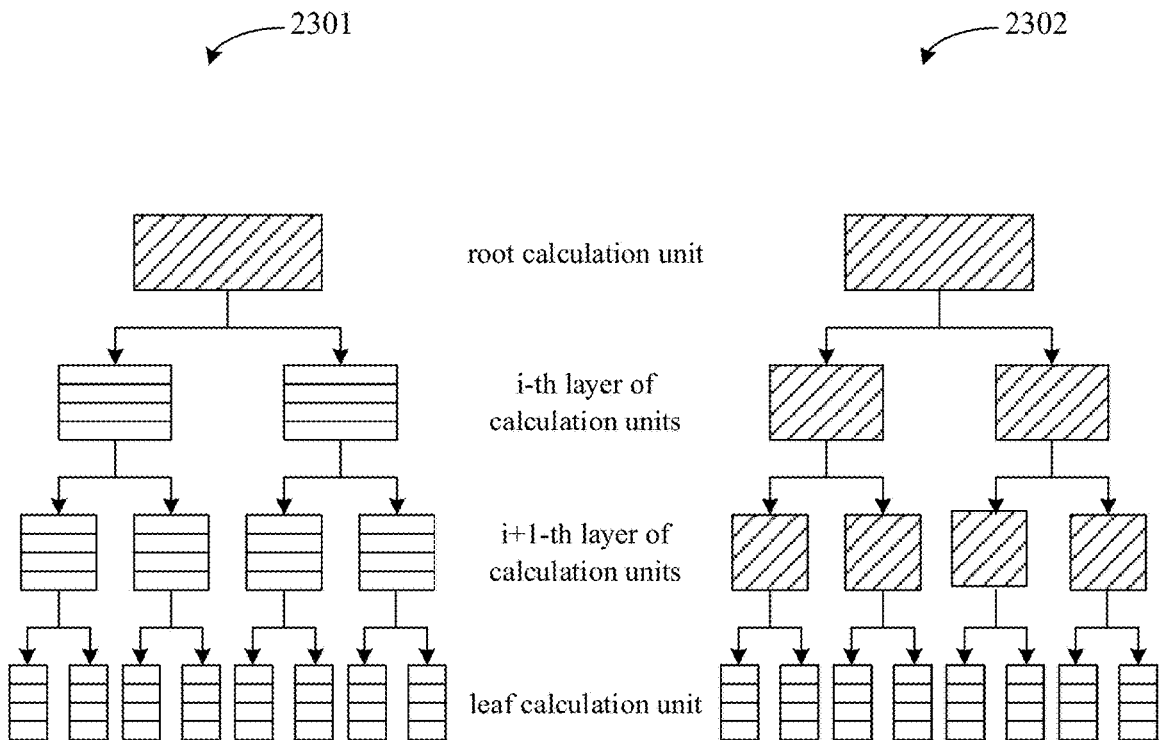 2301
2302
root calculation unit
i-th layer of
calculation units
i+1-th layer of
calculation units
leaf calculation unit